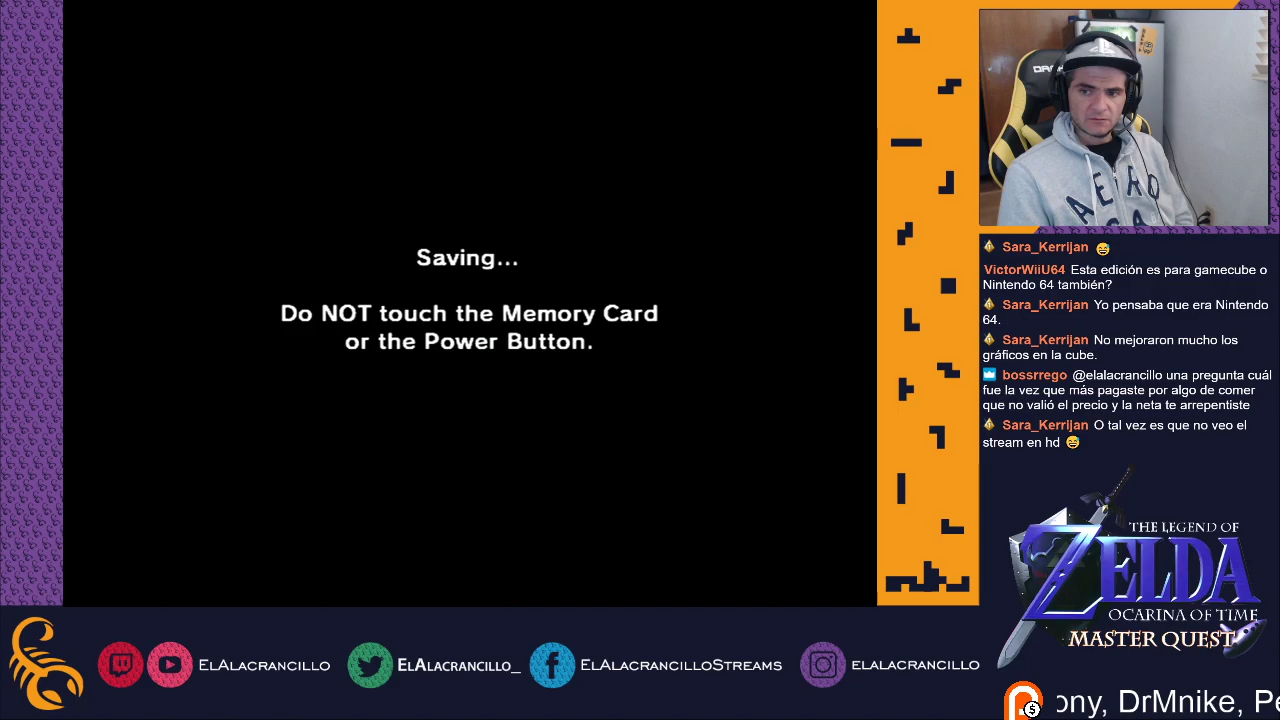 Saving...
Do NOT touch the Memory Card
or the Power Button.
Sara_Kerrijan
VictorWiiU64 Esta edición es para gamecube o
Nintendo 64 también?
Sara_Kerrijan Yo pensaba que era Nintendo
64.
Sara_Kerrijan No mejoraron mucho los
gráficos en la cube.
bossrrego @elalacrancillo una pregunta cuál
fue la vez que más pagaste por algo de comer
que no valió el precio y la neta te arrepentiste
Sara_Kerrijan O tal vez es que no veo el
stream en hd
THE LEGEND OF
ZELDA
OCARINA OF TIME
MASTER QUEST
ElAlacrancillo
ElAlacrancillo_
ElAlacrancilloStreams
elalacrancillo
ony, DrMnike, Pe